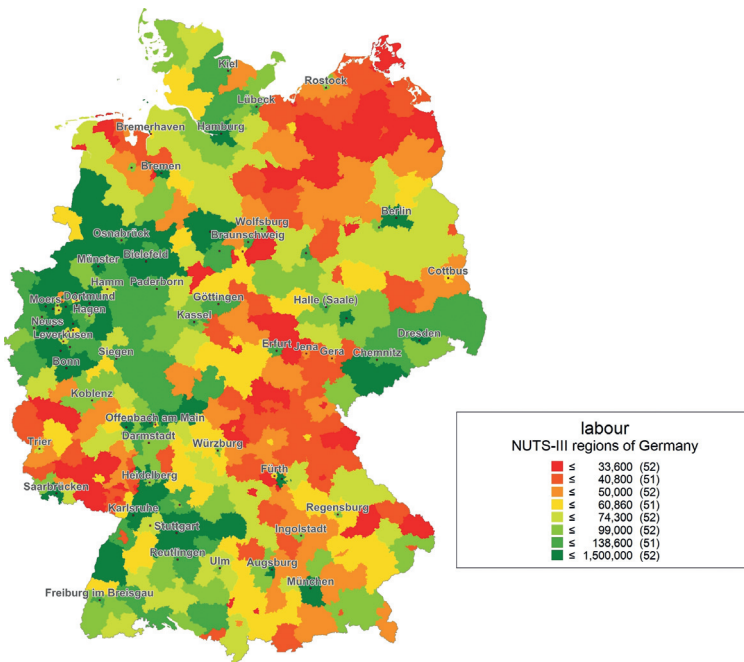 Kiel
Rostock
Lübeck
Bremerhaven
Hamburg
Bremen
Berlin
Wolfsburg
Osnabrück
Braunschweig
Bielefeld
Münster
Cottbus
Hamm
Paderborn
Göttingen
Halle (Saale)
Moers
Dortmund
Hagen
Kassel
Neuss
Dresden
Leverkusen
Erfurt
Jena
Gera
Siegen
Chemnitz
Bonn
Koblenz
Offenbach am Main
Trier
Darmstadt
Würzburg
Fürth
Heidelberg
Saarbrücken
Karlsruhe
Regensburg
Stuttgart
Ingolstadt
Reutlingen
Ulm
Augsburg
München
Freiburg im Breisgau
labour
NUTS-III regions of Germany
≤ 33,600 (52)
≤ 40,800 (51)
≤ 50,000 (52)
≤ 60,860 (51)
≤ 74,300 (52)
≤ 99,000 (52)
≤ 138,600 (51)
≤ 1,500,000 (52)